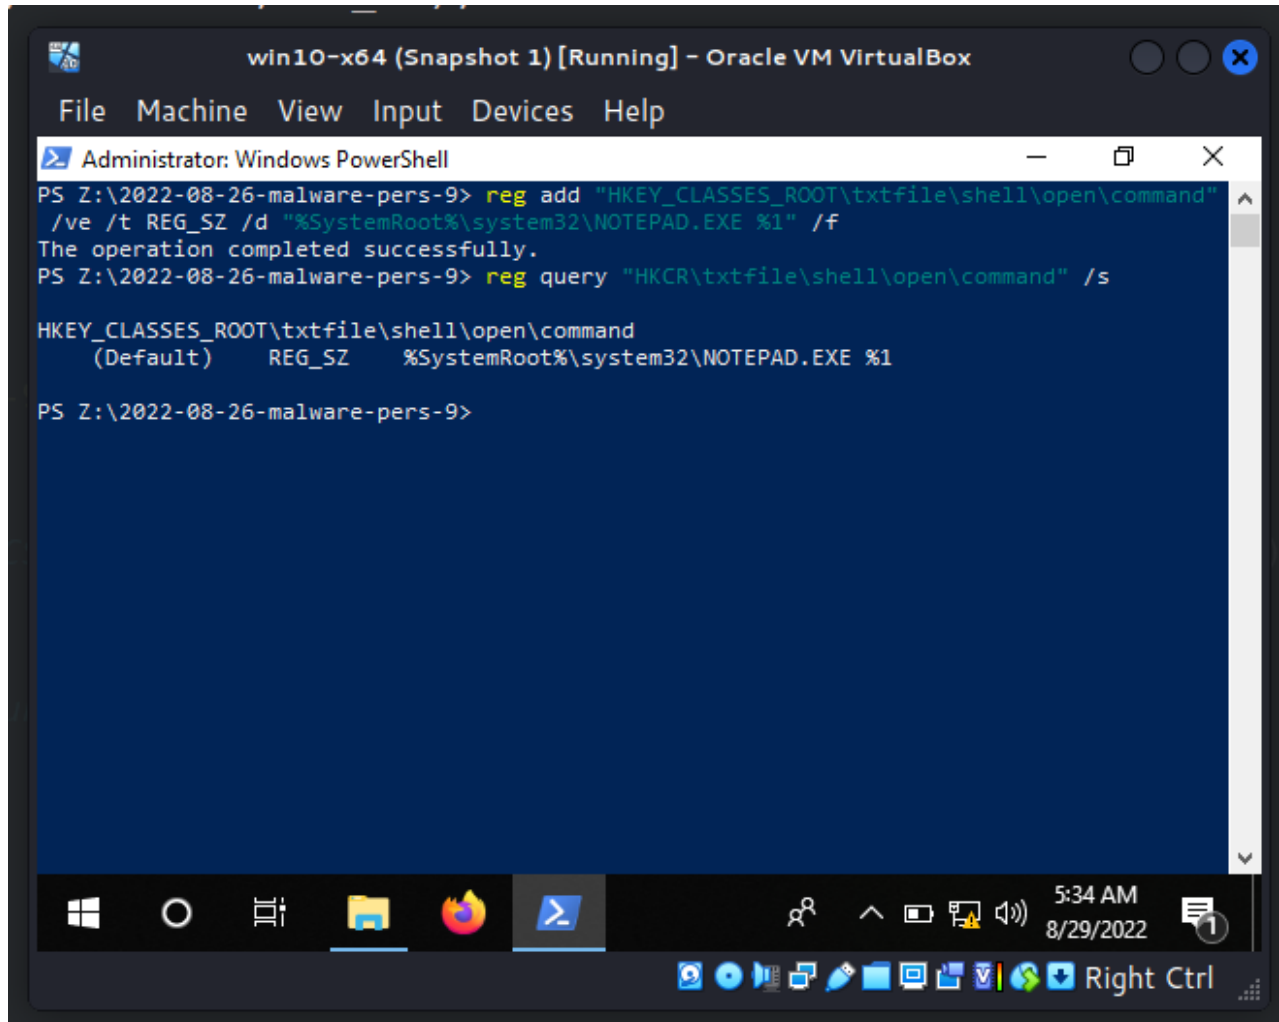 win10-x64 (Snapshot 1) [Running] - Oracle VM VirtualBox
File Machine View Input Devices Help
Administrator: Windows PowerShell
PS Z:\2022-08-26-malware-pers-9> reg add "HKEY_CLASSES_ROOT\txtfile\shell\open\command"
 /ve /t REG_SZ /d "%SystemRoot%\system32\NOTEPAD.EXE %1" /f
The operation completed successfully.
PS Z:\2022-08-26-malware-pers-9> reg query "HKCR\txtfile\shell\open\command" /s
HKEY_CLASSES_ROOT\txtfile\shell\open\command
    (Default)    REG_SZ    %SystemRoot%\system32\NOTEPAD.EXE %1
PS Z:\2022-08-26-malware-pers-9>
5:34 AM
8/29/2022
1
Right Ctrl